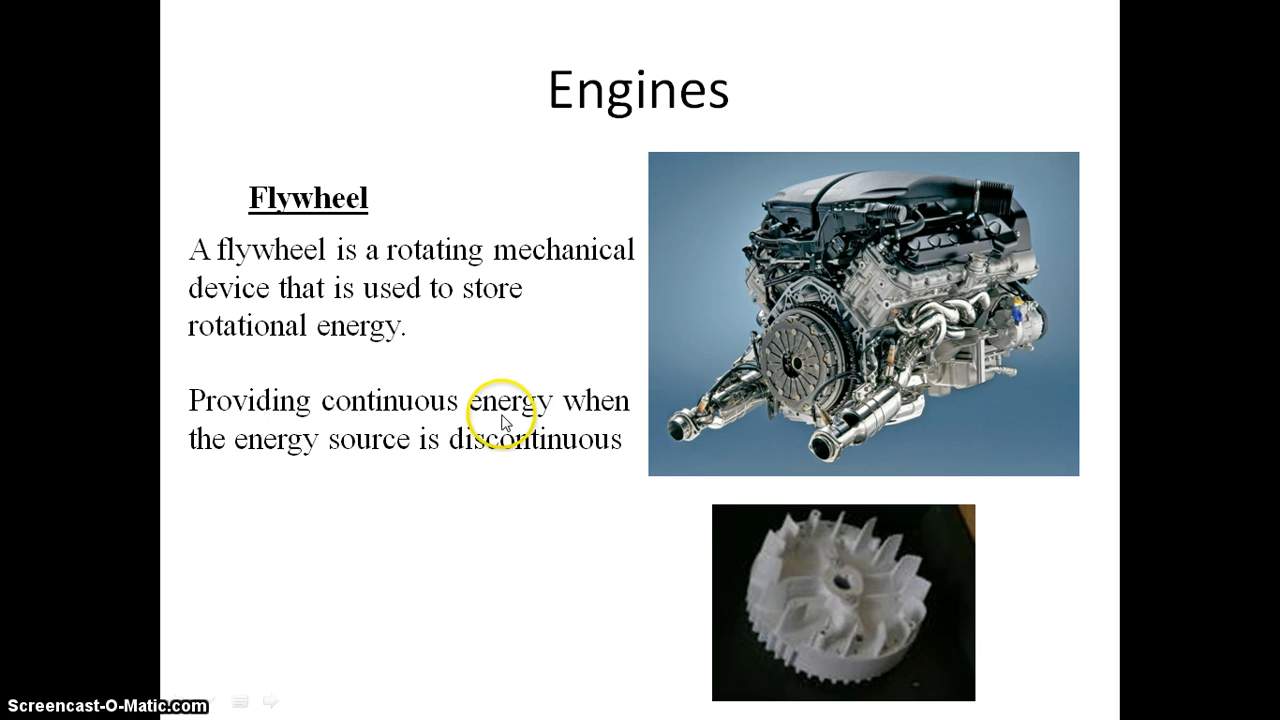 Engines
Flywheel
A flywheel is a rotating mechanical
device that is used to store
rotational energy.
Providing continuous energy when
the energy source is discontinuous
Screencast-O-Matic.com